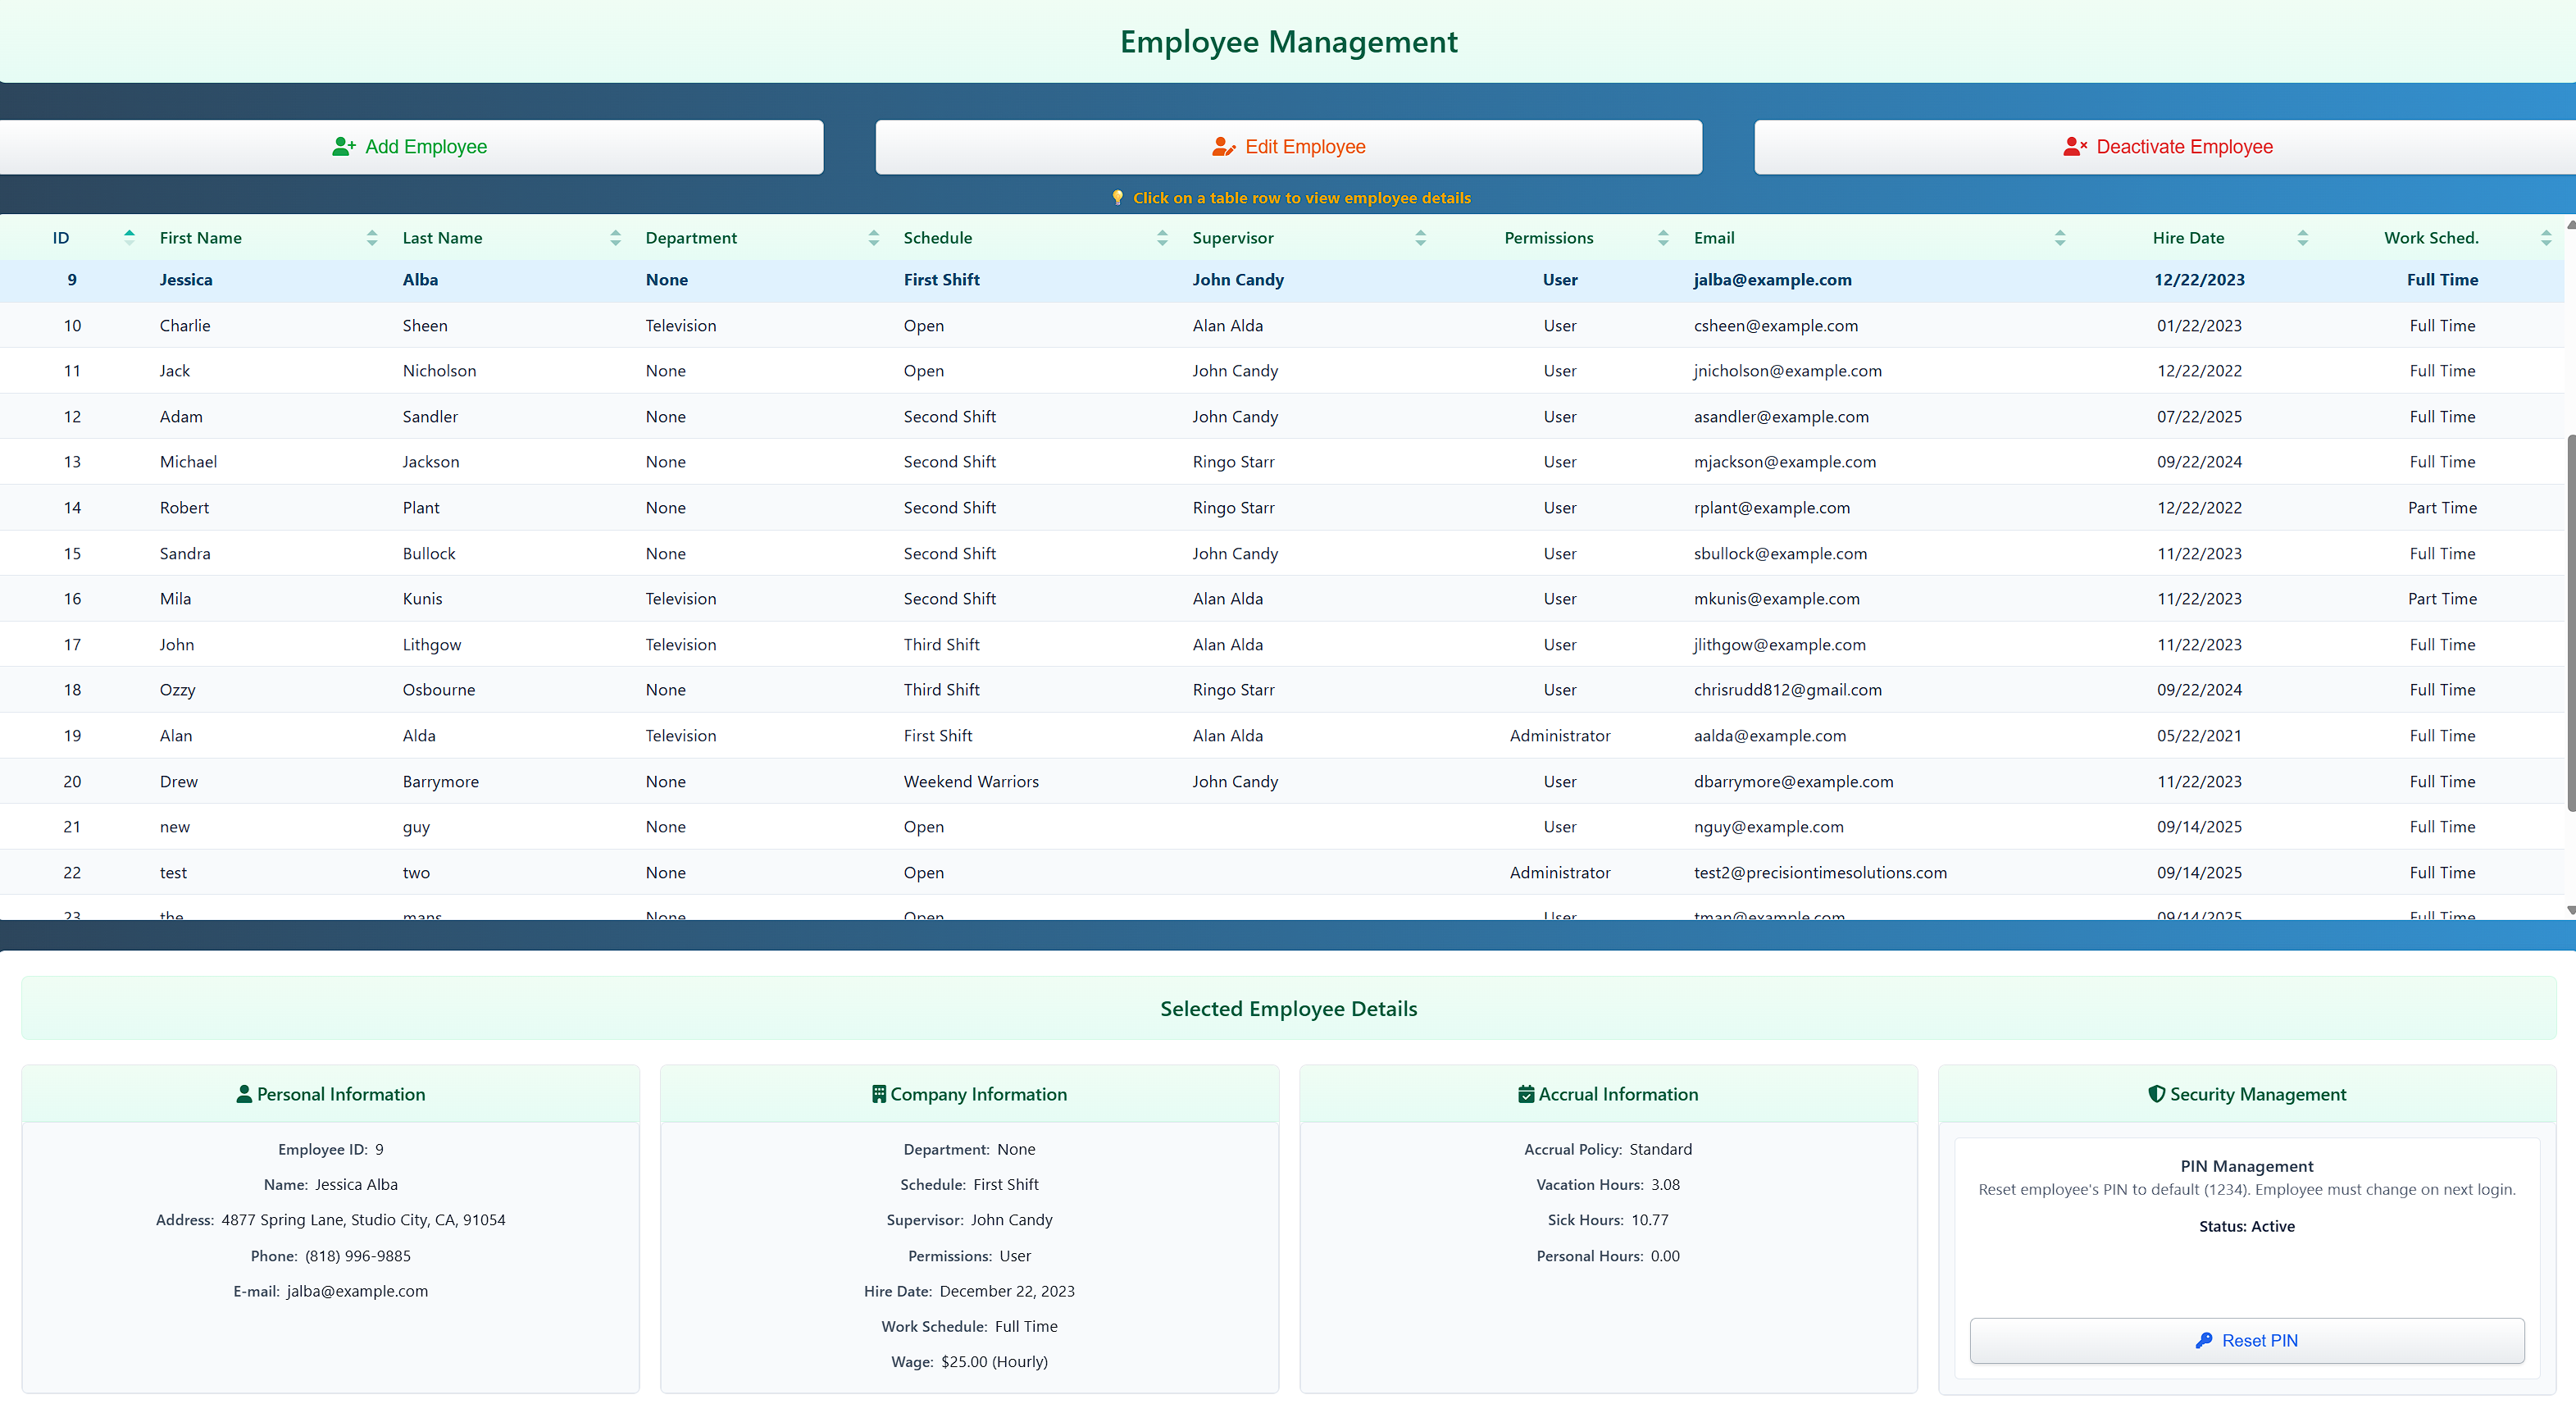 Employee Management
Add Employee Edit Employee Deactivate Employee
Click on a table row to view employee details
ID First Name Last Name Department Schedule Supervisor Permissions Email Hire Date Work Sched.
9 Jessica Alba None First Shift John Candy User jalba@example.com 12/22/2023 Full Time
10 Charlie Sheen Television Open Alan Alda User csheen@example.com 01/22/2023 Full Time
11 Jack Nicholson None Open John Candy User jnicholson@example.com 12/22/2022 Full Time
12 Adam Sandler None Second Shift John Candy User asandler@example.com 07/22/2025 Full Time
13 Michael Jackson None Second Shift Ringo Starr User mjackson@example.com 09/22/2024 Full Time
14 Robert Plant None Second Shift Ringo Starr User rplant@example.com 12/22/2022 Part Time
15 Sandra Bullock None Second Shift John Candy User sbullock@example.com 11/22/2023 Full Time
16 Mila Kunis Television Second Shift Alan Alda User mkunis@example.com 11/22/2023 Part Time
17 John Lithgow Television Third Shift Alan Alda User jlithgow@example.com 11/22/2023 Full Time
18 Ozzy Osbourne None Third Shift Ringo Starr User chrisrudd812@gmail.com 09/22/2024 Full Time
19 Alan Alda Television First Shift Alan Alda Administrator aalda@example.com 05/22/2021 Full Time
20 Drew Barrymore None Weekend Warriors John Candy User dbarrymore@example.com 11/22/2023 Full Time
21 new guy None Open User nguy@example.com 09/14/2025 Full Time
22 test two None Open Administrator test2@precisiontimesolutions.com 09/14/2025 Full Time
23 the mans None Open User tman@example.com 09/14/2025 Full Time
Selected Employee Details
Personal Information
Employee ID: 9
Name: Jessica Alba
Address: 4877 Spring Lane, Studio City, CA, 91054
Phone: (818) 996-9885
E-mail: jalba@example.com
Company Information
Department: None
Schedule: First Shift
Supervisor: John Candy
Permissions: User
Hire Date: December 22, 2023
Work Schedule: Full Time
Wage: $25.00 (Hourly)
Accrual Information
Accrual Policy: Standard
Vacation Hours: 3.08
Sick Hours: 10.77
Personal Hours: 0.00
Security Management
PIN Management
Reset employee's PIN to default (1234). Employee must change on next login.
Status: Active
Reset PIN